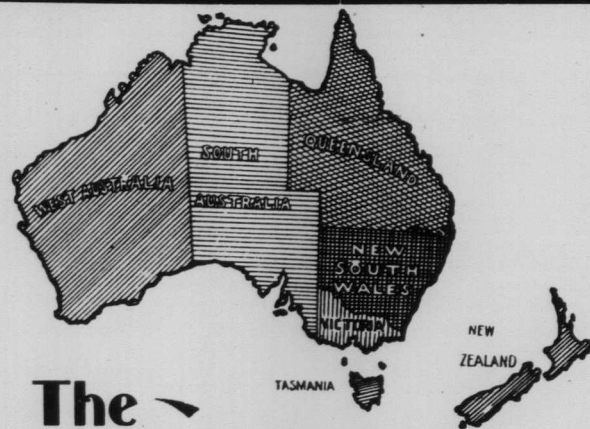 WEST AUSTRALIA
SOUTH
AUSTRALIA
QUEENSLAND
NEW
SOUTH
WALES
VICTORIA
TASMANIA
NEW
ZEALAND
The